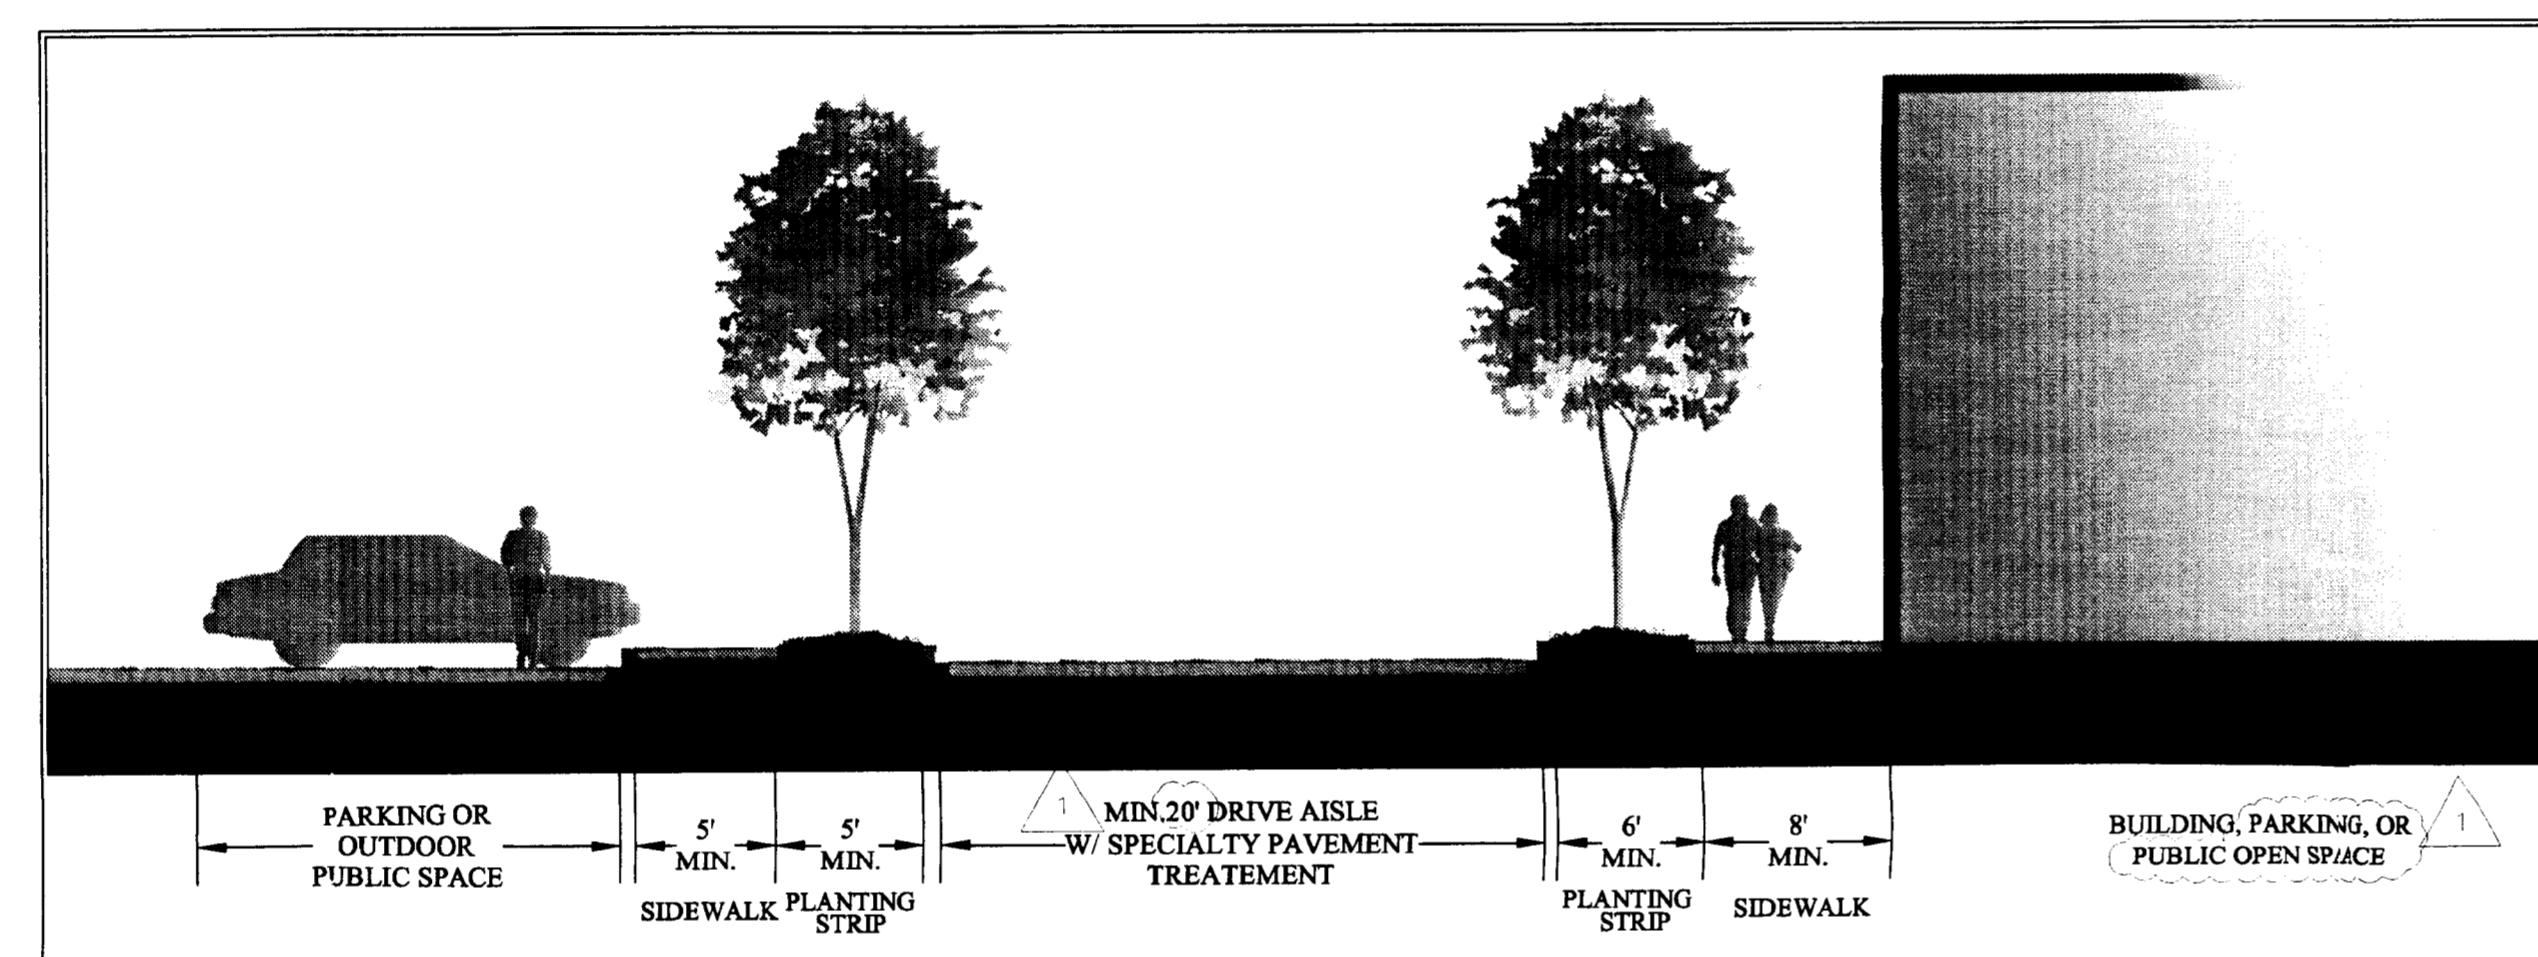 PARKING OR
OUTDOOR
PUBLIC SPACE
5'
MIN.
SIDEWALK
5'
MIN.
PLANTING
STRIP
1
MIN.20' DRIVE AISLE
W/ SPECIALTY PAVEMENT
TREATEMENT
6'
MIN.
PLANTING
STRIP
8'
MIN.
SIDEWALK
BUILDING, PARKING, OR
PUBLIC OPEN SPACE
1